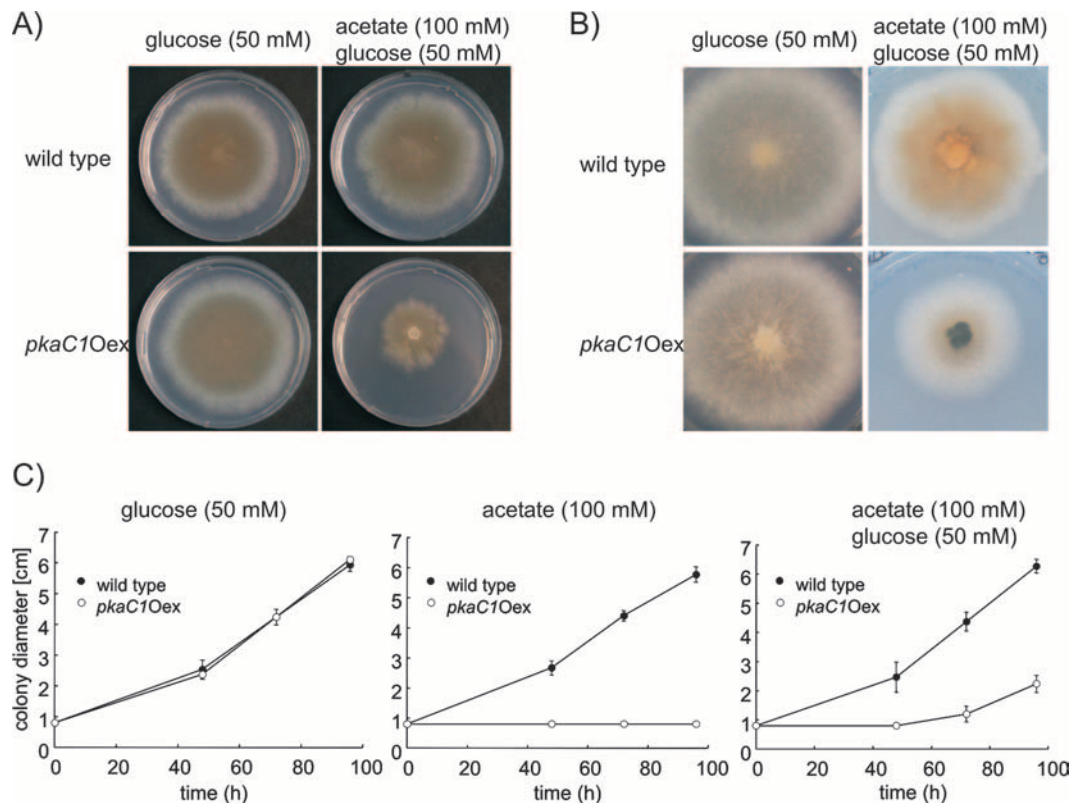 A)
glucose (50 mM)
acetate (100 mM)
glucose (50 mM)
wild type
pkaC1Oex
B)
glucose (50 mM)
acetate (100 mM)
glucose (50 mM)
wild type
pkaC1Oex
C)
glucose (50 mM)
colony diameter [cm]
7
6
5
4
3
2
1
0
wild type
pkaC1Oex
0 20 40 60 80 100
time (h)
acetate (100 mM)
7
6
5
4
3
2
1
0
wild type
pkaC1Oex
0 20 40 60 80 100
time (h)
acetate (100 mM)
glucose (50 mM)
7
6
5
4
3
2
1
0
wild type
pkaC1Oex
0 20 40 60 80 100
time (h)